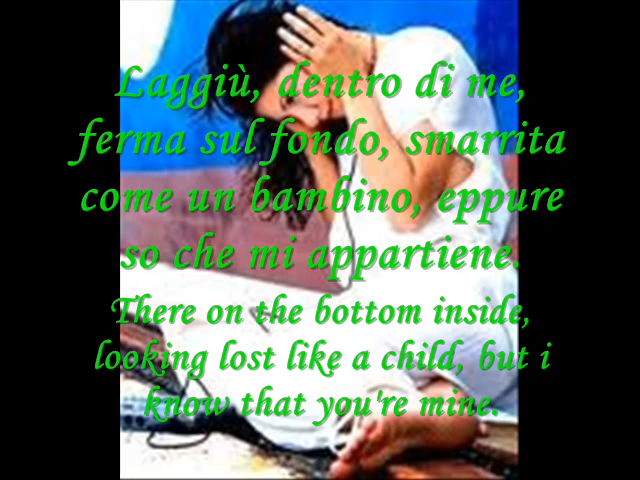 Laggiù, dentro di me,
ferma sul fondo, smarrita
come un bambino, eppure
so che mi appartiene.
There on the bottom inside,
looking lost like a child, but i
know that you're mine.